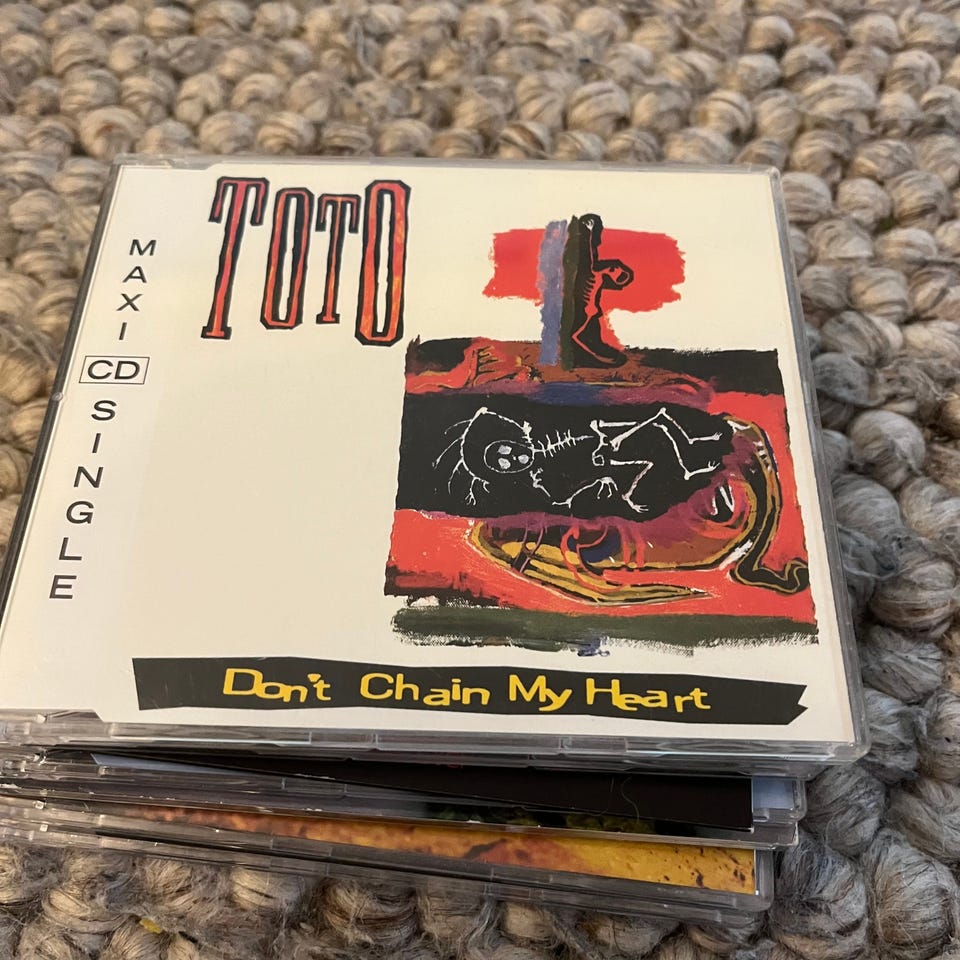 TOTO
MAXI
CD
SINGLE
Don't Chain My Heart